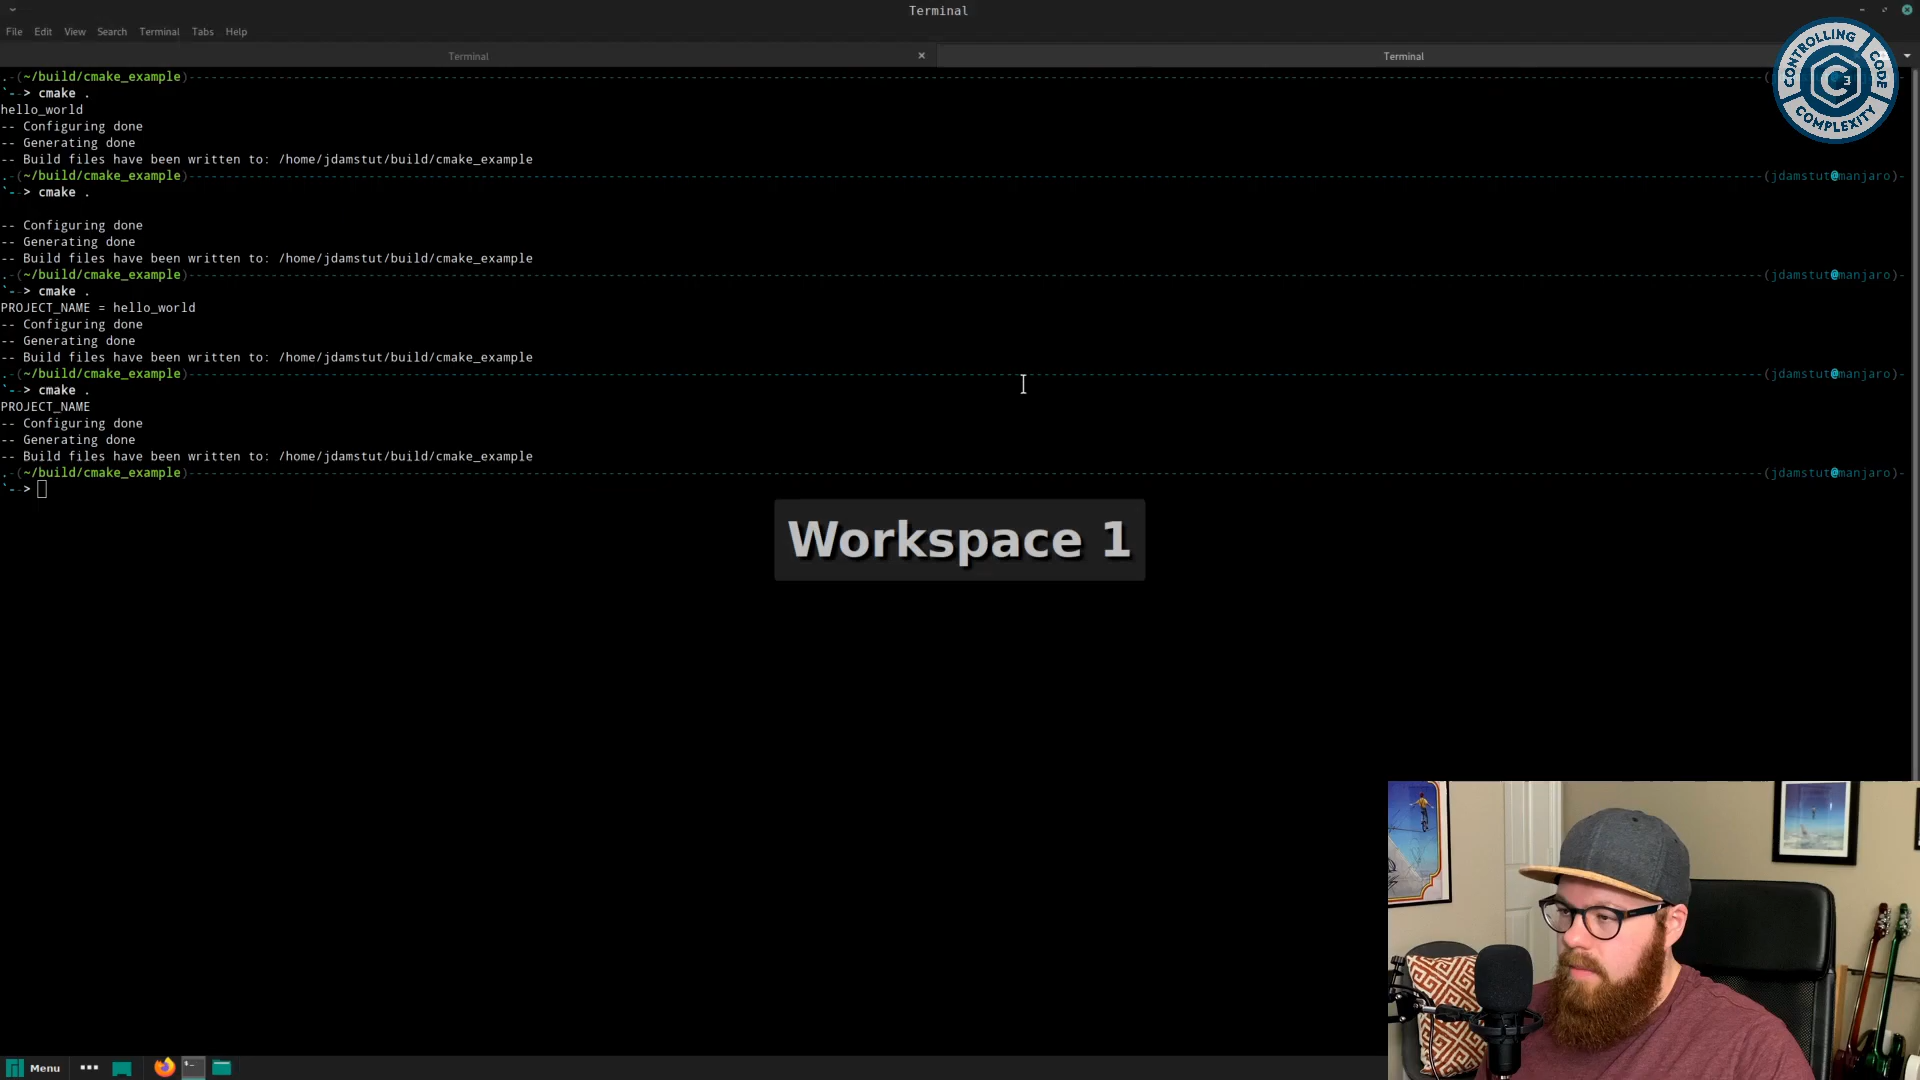 Terminal
File Edit View Search Terminal Tabs Help
Terminal Terminal
CONTROLLING CODE COMPLEXITY
C 3
.-(~/build/cmake_example)
`--> cmake .
hello_world
-- Configuring done
-- Generating done
-- Build files have been written to: /home/jdamstut/build/cmake_example
.-(~/build/cmake_example) (jdamstut@manjaro)-
`--> cmake .
-- Configuring done
-- Generating done
-- Build files have been written to: /home/jdamstut/build/cmake_example
.-(~/build/cmake_example) (jdamstut@manjaro)-
`--> cmake .
PROJECT_NAME = hello_world
-- Configuring done
-- Generating done
-- Build files have been written to: /home/jdamstut/build/cmake_example
.-(~/build/cmake_example) (jdamstut@manjaro)-
`--> cmake .
PROJECT_NAME
-- Configuring done
-- Generating done
-- Build files have been written to: /home/jdamstut/build/cmake_example
.-(~/build/cmake_example) (jdamstut@manjaro)-
`-->
Workspace 1
Menu